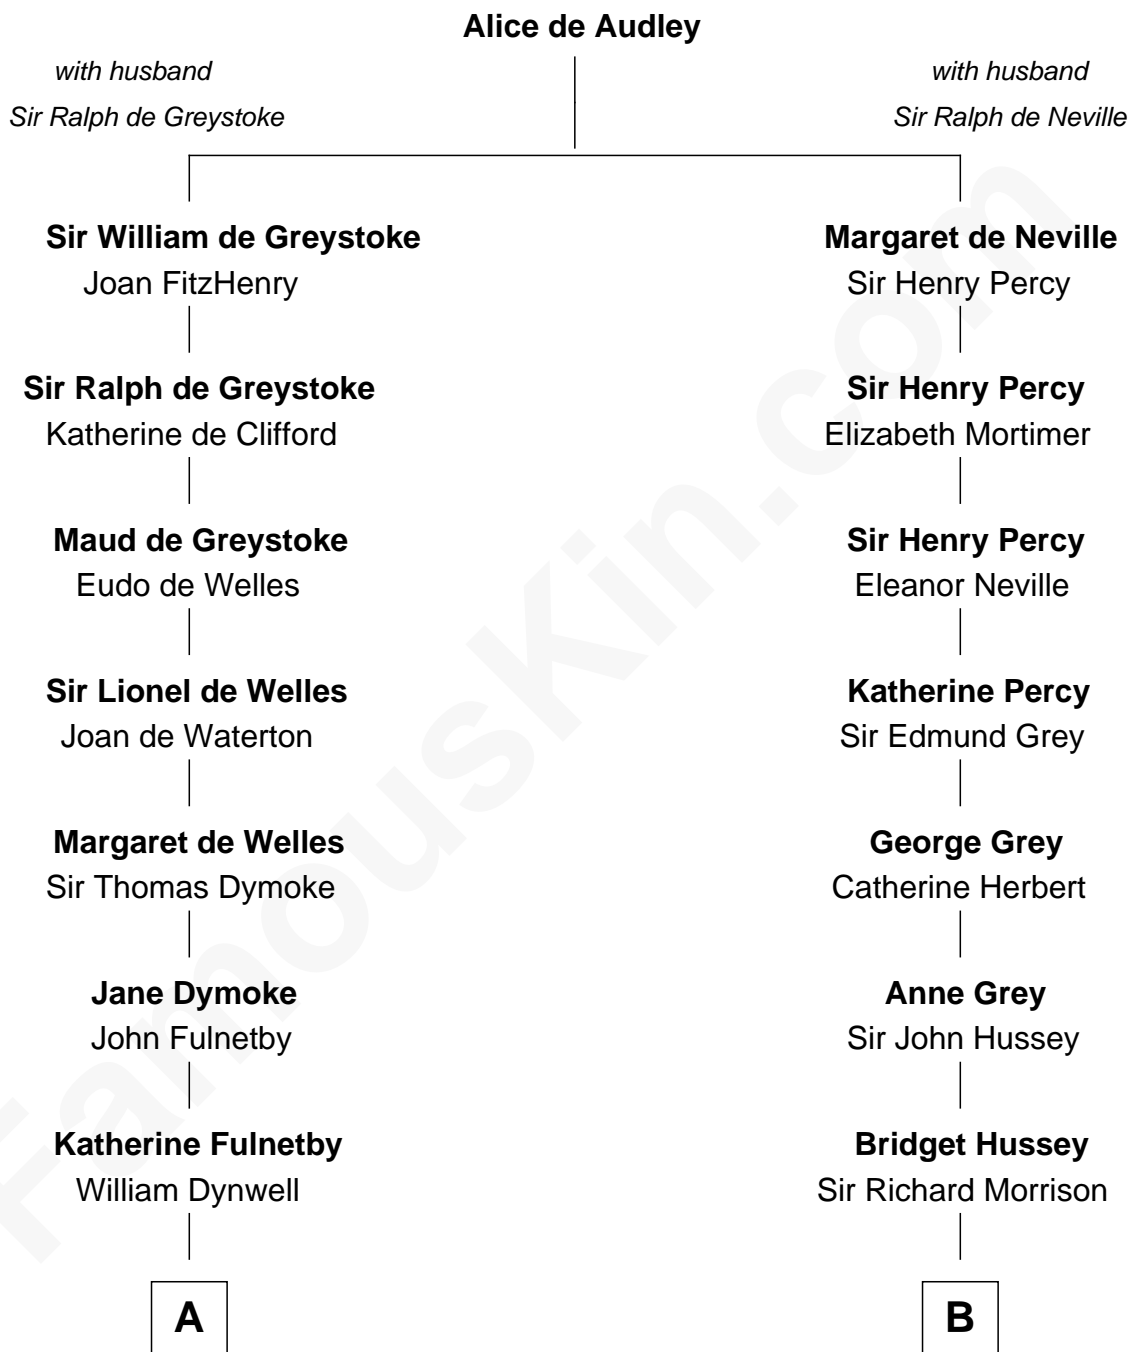 Alice de Audley
with husband
Sir Ralph de Greystoke
with husband
Sir Ralph de Neville
Sir William de Greystoke
Joan FitzHenry
Sir Ralph de Greystoke
Katherine de Clifford
Maud de Greystoke
Eudo de Welles
Sir Lionel de Welles
Joan de Waterton
Margaret de Welles
Sir Thomas Dymoke
Jane Dymoke
John Fulnetby
Katherine Fulnetby
William Dynwell
A
Margaret de Neville
Sir Henry Percy
Sir Henry Percy
Elizabeth Mortimer
Sir Henry Percy
Eleanor Neville
Katherine Percy
Sir Edmund Grey
George Grey
Catherine Herbert
Anne Grey
Sir John Hussey
Bridget Hussey
Sir Richard Morrison
B
FamousKin.com